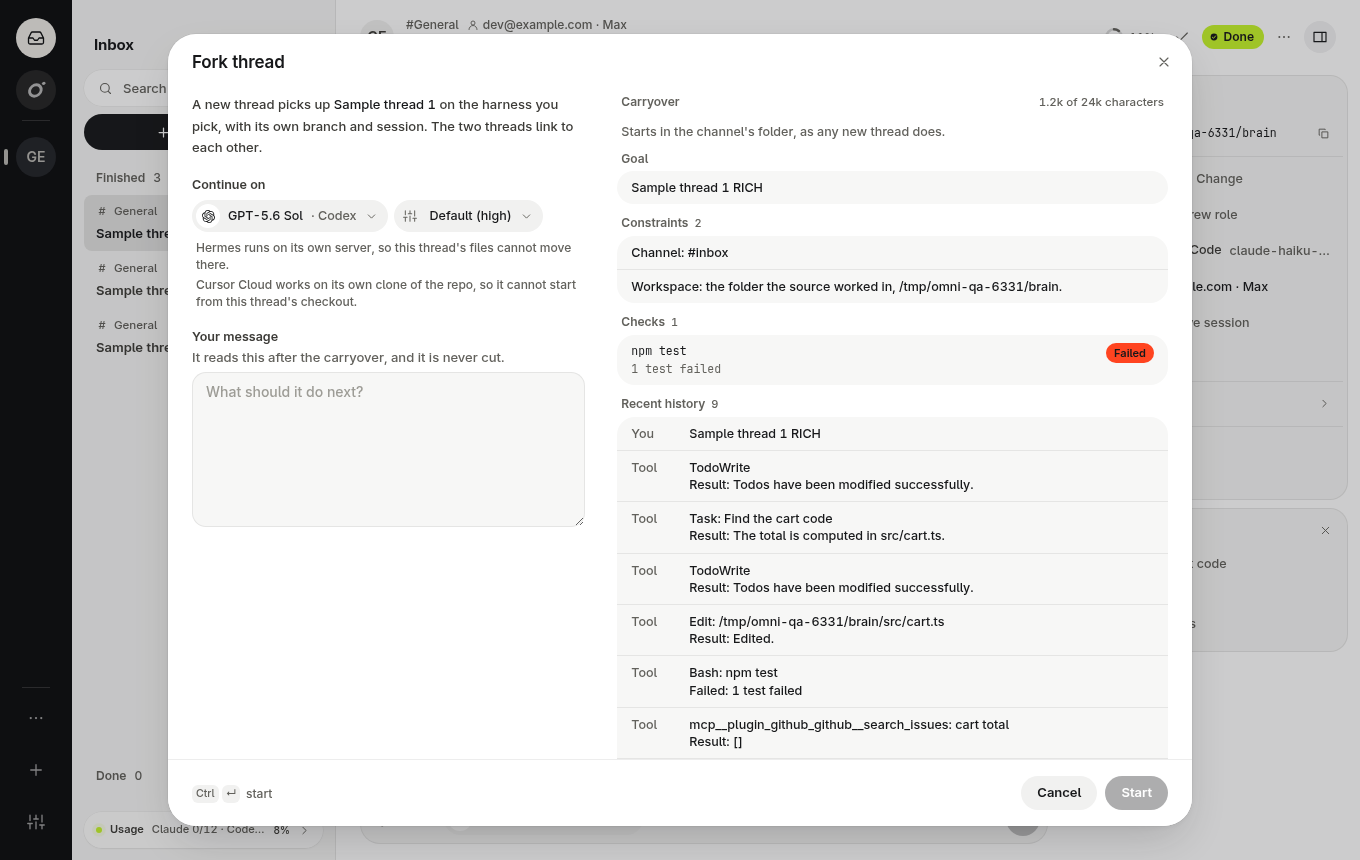 Inbox
Search
GE
Finished 3
# General
Sample thre
# General
Sample thre
# General
Sample thre
Done 0
Usage Claude 0/12 · Code... 8%
#General dev@example.com · Max
Done
qa-6331/brain
Change
ew role
Code claude-haiku-...
le.com · Max
e session
code
Fork thread
A new thread picks up Sample thread 1 on the harness you
pick, with its own branch and session. The two threads link to
each other.
Continue on
GPT-5.6 Sol · Codex
Default (high)
Hermes runs on its own server, so this thread's files cannot move
there.
Cursor Cloud works on its own clone of the repo, so it cannot start
from this thread's checkout.
Your message
It reads this after the carryover, and it is never cut.
What should it do next?
Carryover 1.2k of 24k characters
Starts in the channel's folder, as any new thread does.
Goal
Sample thread 1 RICH
Constraints 2
Channel: #inbox
Workspace: the folder the source worked in, /tmp/omni-qa-6331/brain.
Checks 1
npm test Failed
1 test failed
Recent history 9
You Sample thread 1 RICH
Tool TodoWrite
Result: Todos have been modified successfully.
Tool Task: Find the cart code
Result: The total is computed in src/cart.ts.
Tool TodoWrite
Result: Todos have been modified successfully.
Tool Edit: /tmp/omni-qa-6331/brain/src/cart.ts
Result: Edited.
Tool Bash: npm test
Failed: 1 test failed
Tool mcp__plugin_github_github__search_issues: cart total
Result: []
Ctrl ↵ start
Cancel
Start